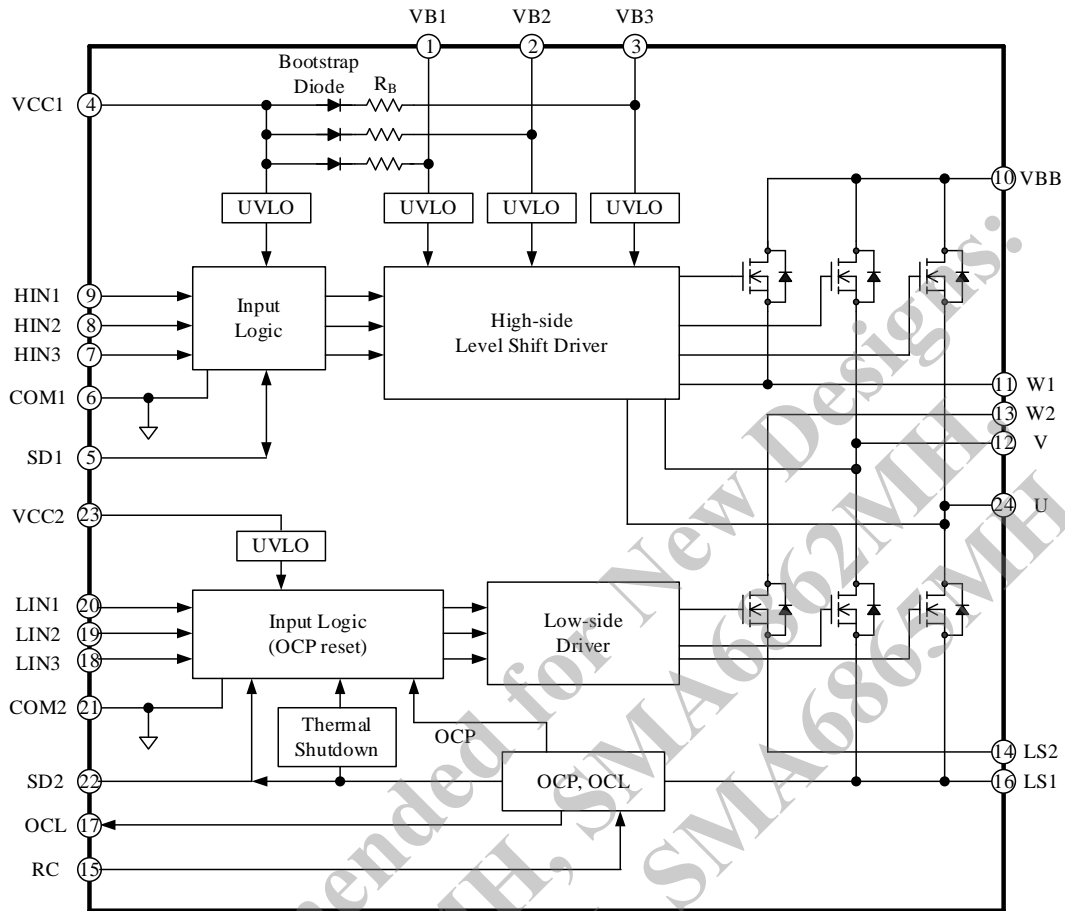 VB1 VB2 VB3
1 2 3
Bootstrap
Diode
RB
VCC1 4
UVLO UVLO UVLO UVLO
10 VBB
HIN1 9
HIN2 8
HIN3 7
Input
Logic
High-side
Level Shift Driver
COM1 6
11 W1
13 W2
12 V
SD1 5
24 U
VCC2 23
UVLO
LIN1 20
LIN2 19
LIN3 18
Input Logic
(OCP reset)
Low-side
Driver
COM2 21
Thermal
Shutdown
OCP
14 LS2
SD2 22
OCP, OCL
16 LS1
OCL 17
RC 15
ended for New Designs:
MH, SMA6862MH,
SMA6865MH